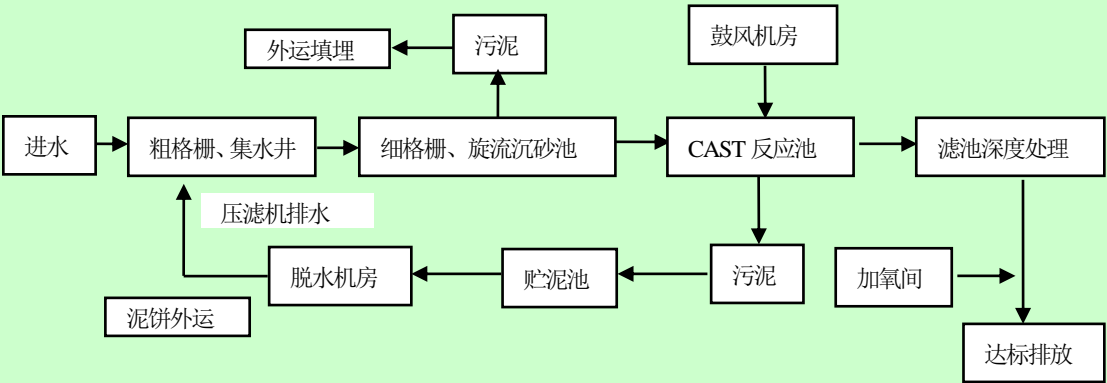 外运填埋
污泥
鼓风机房
进水
粗格栅、集水井
细格栅、旋流沉砂池
CAST 反应池
滤池深度处理
压滤机排水
脱水机房
贮泥池
污泥
加氧间
泥饼外运
达标排放